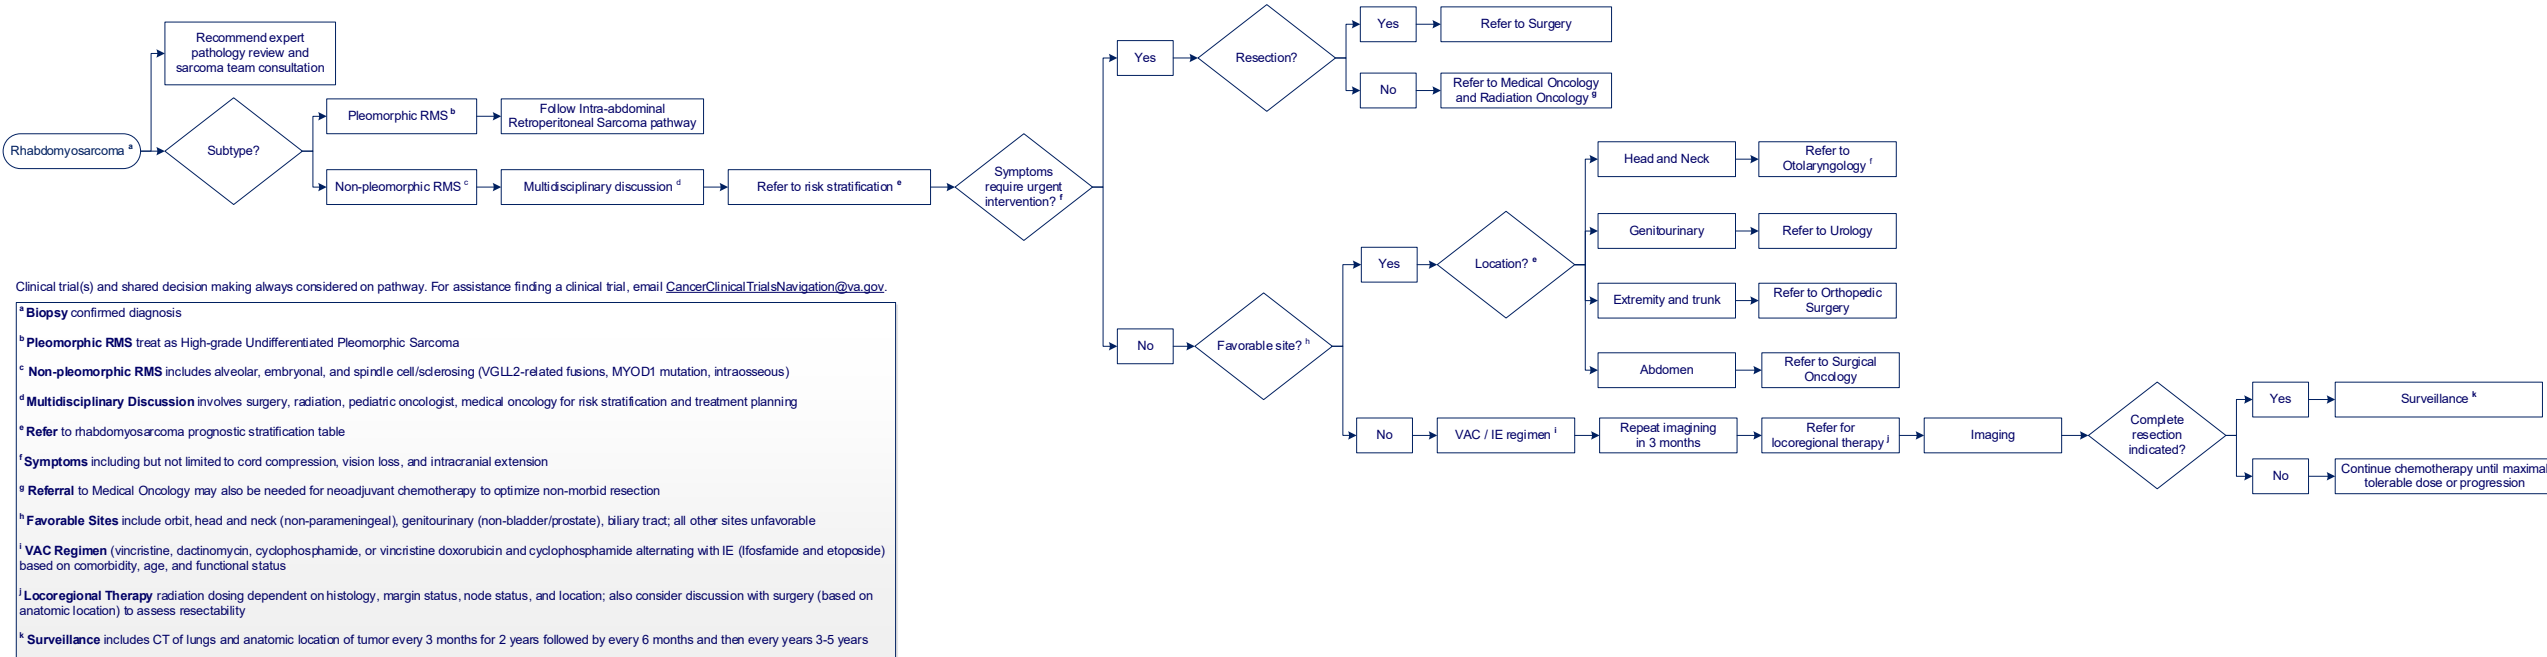 Recommend expert
pathology review and
sarcoma team consultation
Rhabdomyosarcoma a
Subtype?
Pleomorphic RMS b
Follow Intra-abdominal
Retroperitoneal Sarcoma pathway
Non-pleomorphic RMS c
Multidisciplinary discussion d
Refer to risk stratification e
Symptoms
require urgent
intervention? f
Yes
Resection?
Yes
Refer to Surgery
No
Refer to Medical Oncology
and Radiation Oncology g
No
Favorable site? h
Yes
Location? e
Head and Neck
Refer to
Otolaryngology f
Genitourinary
Refer to Urology
Extremity and trunk
Refer to Orthopedic
Surgery
Abdomen
Refer to Surgical
Oncology
No
VAC / IE regimen i
Repeat imagining
in 3 months
Refer for
locoregional therapy j
Imaging
Complete
resection
indicated?
Yes
Surveillance k
No
Continue chemotherapy until maximal
tolerable dose or progression
Clinical trial(s) and shared decision making always considered on pathway. For assistance finding a clinical trial, email CancerClinicalTrialsNavigation@va.gov.
a Biopsy confirmed diagnosis
b Pleomorphic RMS treat as High-grade Undifferentiated Pleomorphic Sarcoma
c Non-pleomorphic RMS includes alveolar, embryonal, and spindle cell/sclerosing (VGLL2-related fusions, MYOD1 mutation, intraosseous)
d Multidisciplinary Discussion involves surgery, radiation, pediatric oncologist, medical oncology for risk stratification and treatment planning
e Refer to rhabdomyosarcoma prognostic stratification table
f Symptoms including but not limited to cord compression, vision loss, and intracranial extension
g Referral to Medical Oncology may also be needed for neoadjuvant chemotherapy to optimize non-morbid resection
h Favorable Sites include orbit, head and neck (non-parameningeal), genitourinary (non-bladder/prostate), biliary tract; all other sites unfavorable
i VAC Regimen (vincristine, dactinomycin, cyclophosphamide, or vincristine doxorubicin and cyclophosphamide alternating with IE (Ifosfamide and etoposide)
based on comorbidity, age, and functional status
j Locoregional Therapy radiation dosing dependent on histology, margin status, node status, and location; also consider discussion with surgery (based on
anatomic location) to assess resectability
k Surveillance includes CT of lungs and anatomic location of tumor every 3 months for 2 years followed by every 6 months and then every years 3-5 years